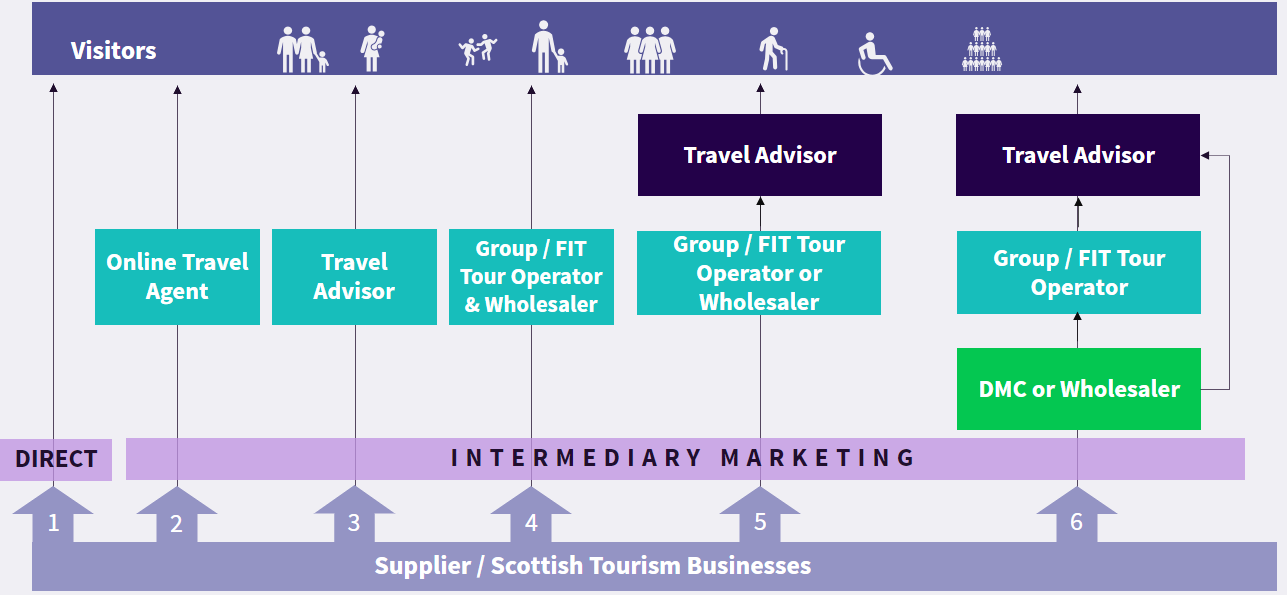 Visitors
Travel Advisor
Travel Advisor
Online Travel
Agent
Travel
Advisor
Group / FIT
Tour Operator
& Wholesaler
Group / FIT Tour
Operator or
Wholesaler
Group / FIT Tour
Operator
DMC or Wholesaler
DIRECT
INTERMEDIARY MARKETING
1
2
3
4
5
6
Supplier / Scottish Tourism Businesses